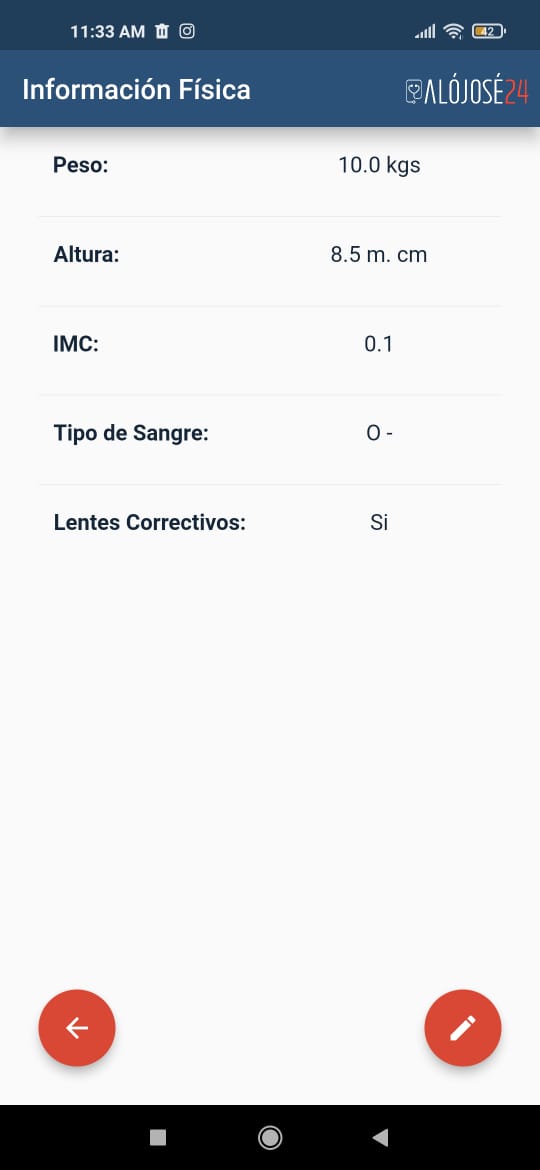 11:33 AM
42
Información Física
ALÓJOSÉ24
Peso: 10.0 kgs
Altura: 8.5 m. cm
IMC: 0.1
Tipo de Sangre: O -
Lentes Correctivos: Si